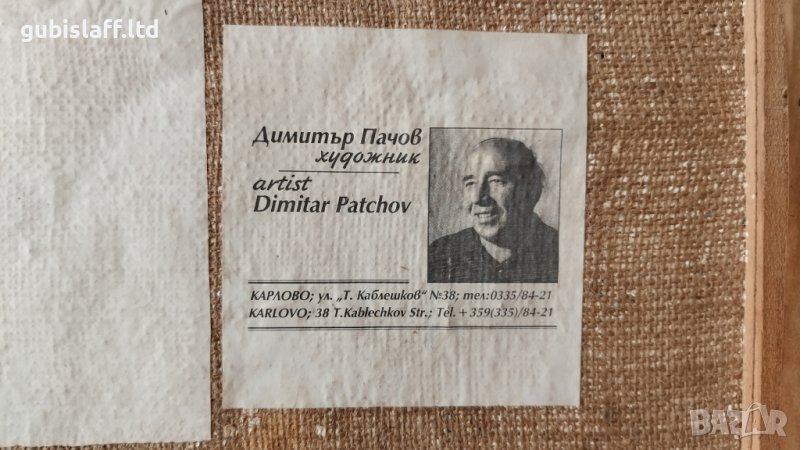 gubislaff.ltd
Димитър Пачов
художник
artist
Dimitar Patchov
КАРЛОВО; ул. „Т. Каблешков" №38; тел:0335/84-21
KARLOVO; 38 T.Kablechkov Str.; Tel. + 359(335)/84-21
BAZAR